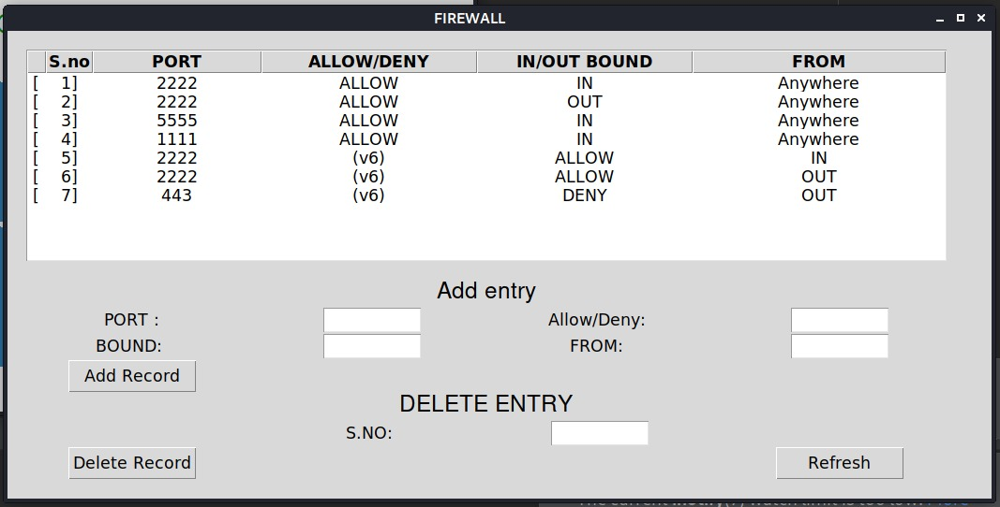 FIREWALL
S.no PORT ALLOW/DENY IN/OUT BOUND FROM
[ 1] 2222 ALLOW IN Anywhere
[ 2] 2222 ALLOW OUT Anywhere
[ 3] 5555 ALLOW IN Anywhere
[ 4] 1111 ALLOW IN Anywhere
[ 5] 2222 (v6) ALLOW IN
[ 6] 2222 (v6) ALLOW OUT
[ 7] 443 (v6) DENY OUT
Add entry
PORT : Allow/Deny:
BOUND: FROM:
Add Record
DELETE ENTRY
S.NO:
Delete Record Refresh